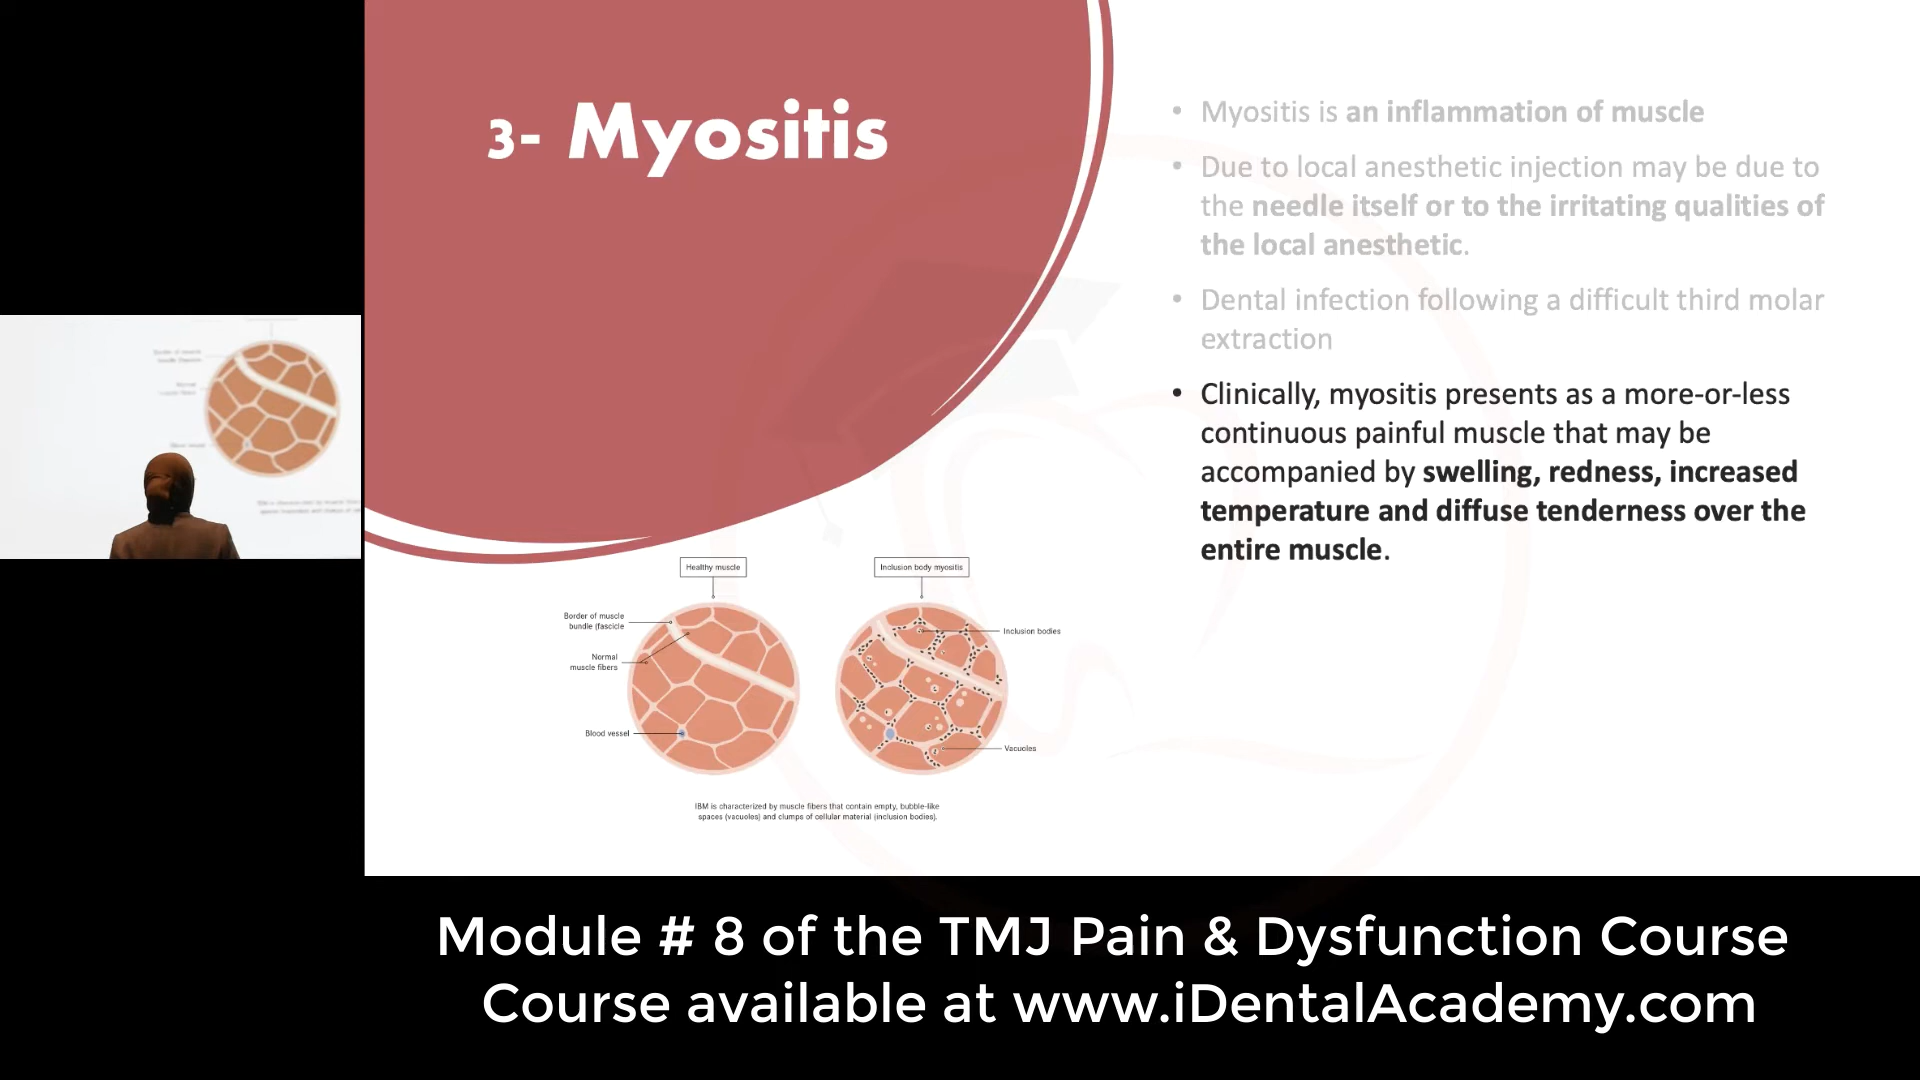 3- Myositis
• Myositis is an inflammation of muscle
• Due to local anesthetic injection may be due to
the needle itself or to the irritating qualities of
the local anesthetic.
• Dental infection following a difficult third molar
extraction
• Clinically, myositis presents as a more-or-less
continuous painful muscle that may be
accompanied by swelling, redness, increased
temperature and diffuse tenderness over the
entire muscle.
Healthy muscle
Border of muscle
bundle (fascicle
Normal
muscle fibers
Blood vessel
Inclusion body myositis
Inclusion bodies
Vacuoles
IBM is characterized by muscle fibers that contain empty, bubble-like
spaces (vacuoles) and clumps of cellular material (inclusion bodies).
Module # 8 of the TMJ Pain & Dysfunction Course
Course available at www.iDentalAcademy.com